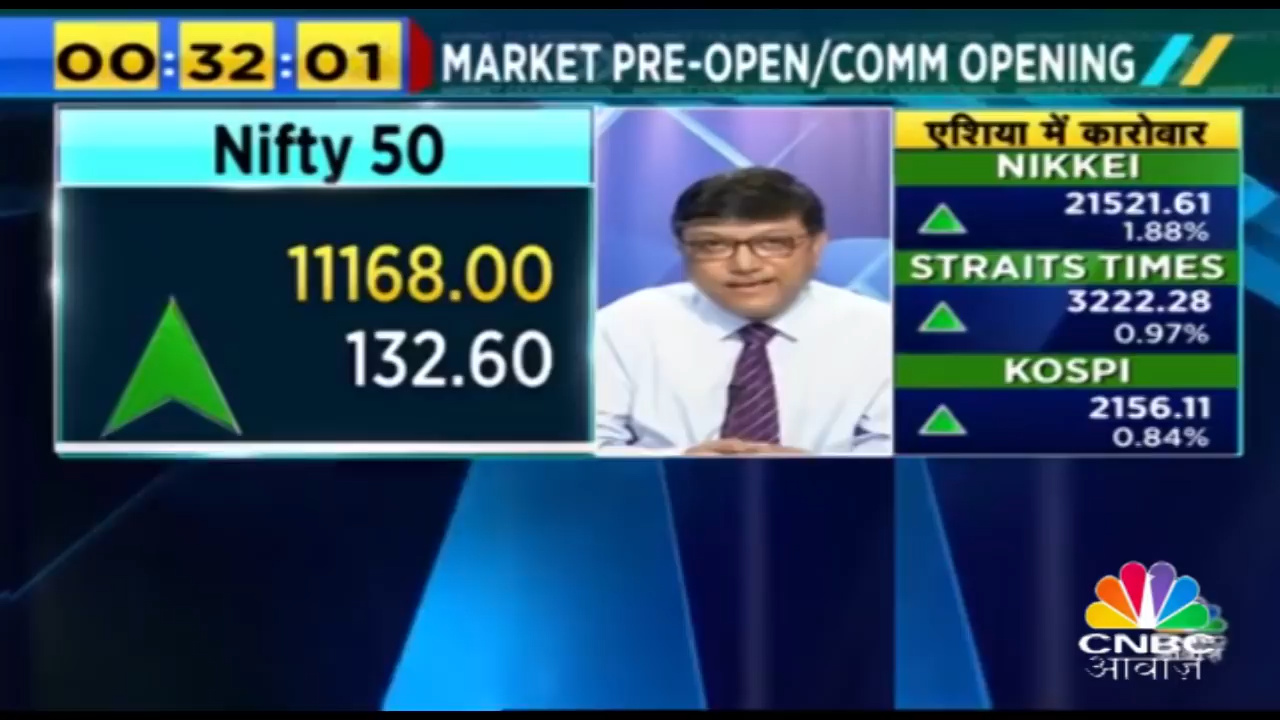 00:32:01
MARKET PRE-OPEN/COMM OPENING
Nifty 50
11168.00
132.60
एशिया में कारोबार
NIKKEI
21521.61
1.88%
STRAITS TIMES
3222.28
0.97%
KOSPI
2156.11
0.84%
CNBC
आवाज़